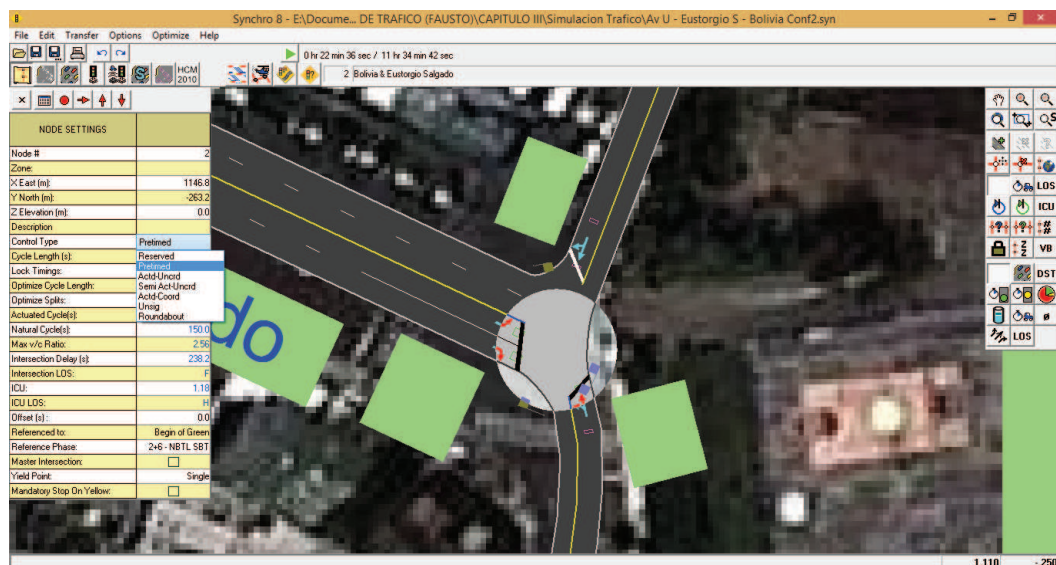 Synchro 8 - E:\Docume... DE TRAFICO (FAUSTO)\CAPITULO III\Simulacion Trafico\Av U - Eustorgio S - Bolivia Conf2.syn
File Edit Transfer Options Optimize Help
0 hr 22 min 36 sec / 11 hr 34 min 42 sec
HCM 2010
2 Bolivia & Eustorgio Salgado
NODE SETTINGS
Node # 2
Zone:
X East (m): 1146.8
Y North (m): -263.2
Z Elevation (m): 0.0
Description
Control Type Pretimed
Cycle Length (s): Reserved
Pretimed
Lock Timings: Actd-Uncrd
Optimize Cycle Length: Semi Act-Uncrd
Actd-Coord
Optimize Splits: Unsig
Actuated Cycle(s): Roundabout
Natural Cycle(s): 150.0
Max v/c Ratio: 2.56
Intersection Delay (s): 238.2
Intersection LOS: F
ICU: 1.18
ICU LOS: H
Offset (s) : 0.0
Referenced to: Begin of Green
Reference Phase: 2+6 - NBTL SBT
Master Intersection:
Yield Point: Single
Mandatory Stop On Yellow:
do
LOS
ICU
VB
DST
LOS
1,110 -250